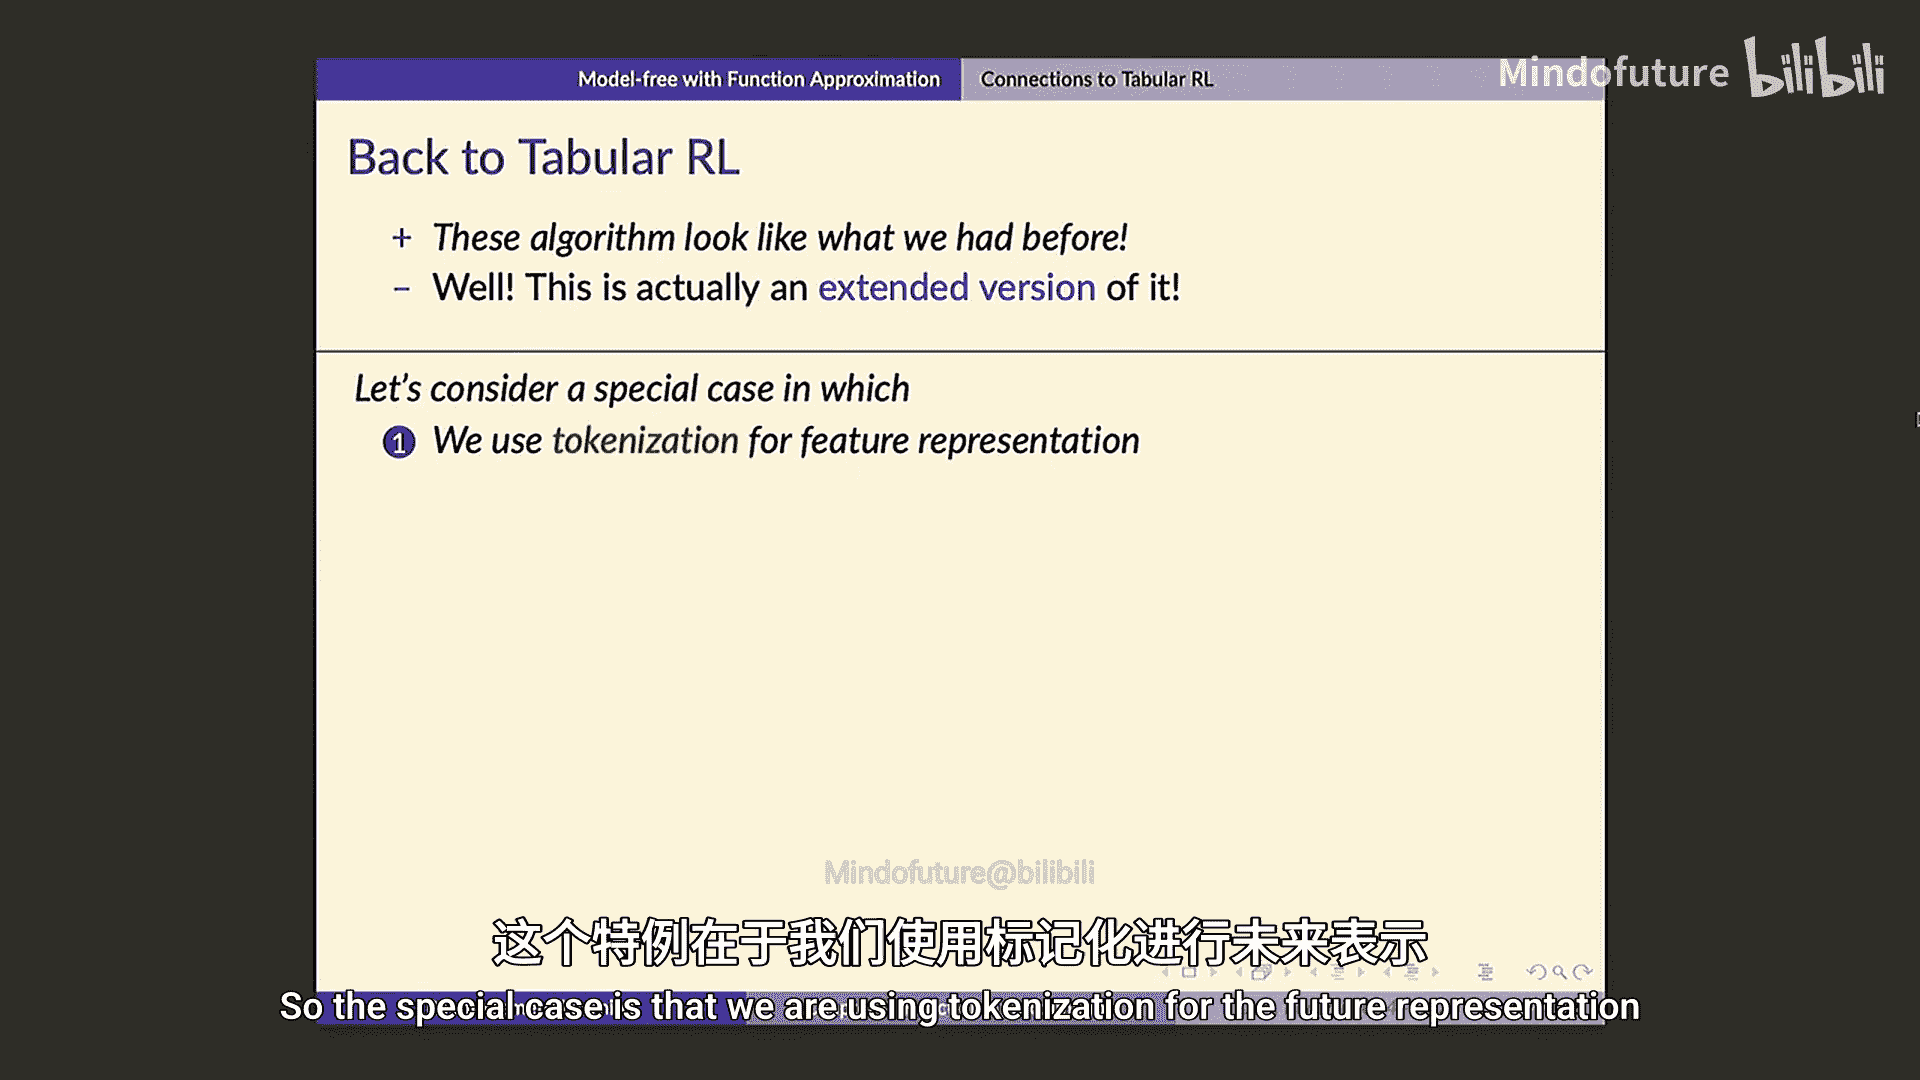 Model-free with Function Approximation
Connections to Tabular RL
Mindofuture bilibili
Back to Tabular RL
+ These algorithm look like what we had before!
– Well! This is actually an extended version of it!
Let's consider a special case in which
1 We use tokenization for feature representation
Mindofuture@bilibili
这个特例在于我们使用标记化进行未来表示
So the special case is that we are using tokenization for the future representation